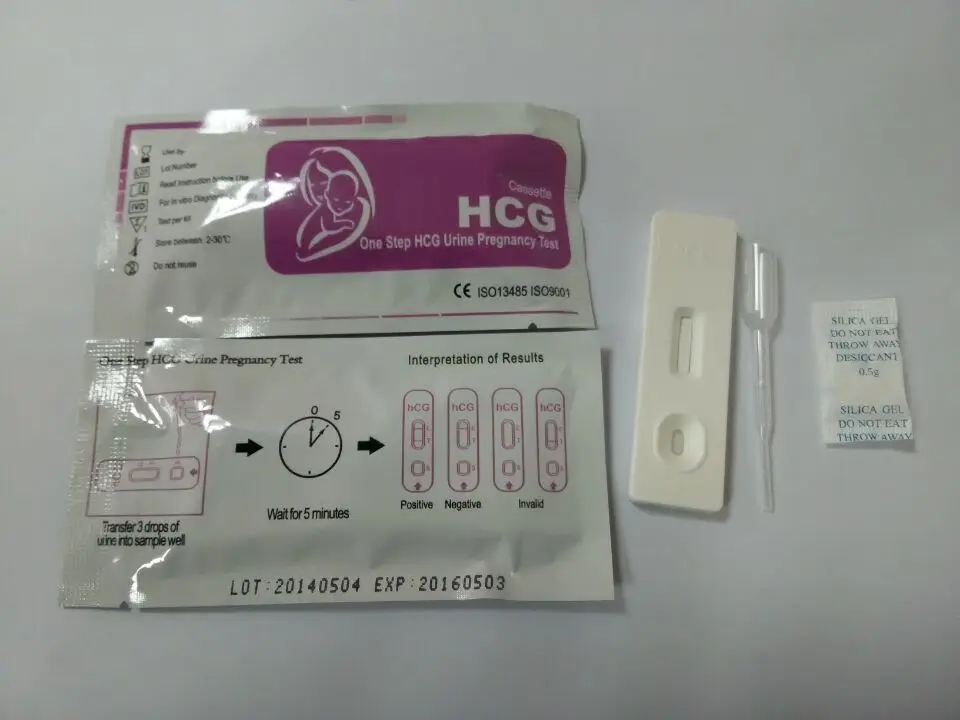 Use by
LOT
Lot Number
Read Instruction before Use
IVD
For In vitro Diagnostic
Test per kit
Store between 2-30℃
Do not reuse
Cassette
HCG
One Step HCG Urine Pregnancy Test
CE ISO13485 ISO9001
One Step HCG Urine Pregnancy Test
Interpretation of Results
0 5
hCG hCG hCG hCG
C C C C
T T T T
S S S S
Positive Negative Invalid
Transfer 3 drops of
urine into sample well
Wait for 5 minutes
LOT:20140504 EXP:20160503
SILICA GEL
DO NOT EAT
THROW AWAY
DESICCANT
0.5g
SILICA GEL
DO NOT EAT
THROW AWAY